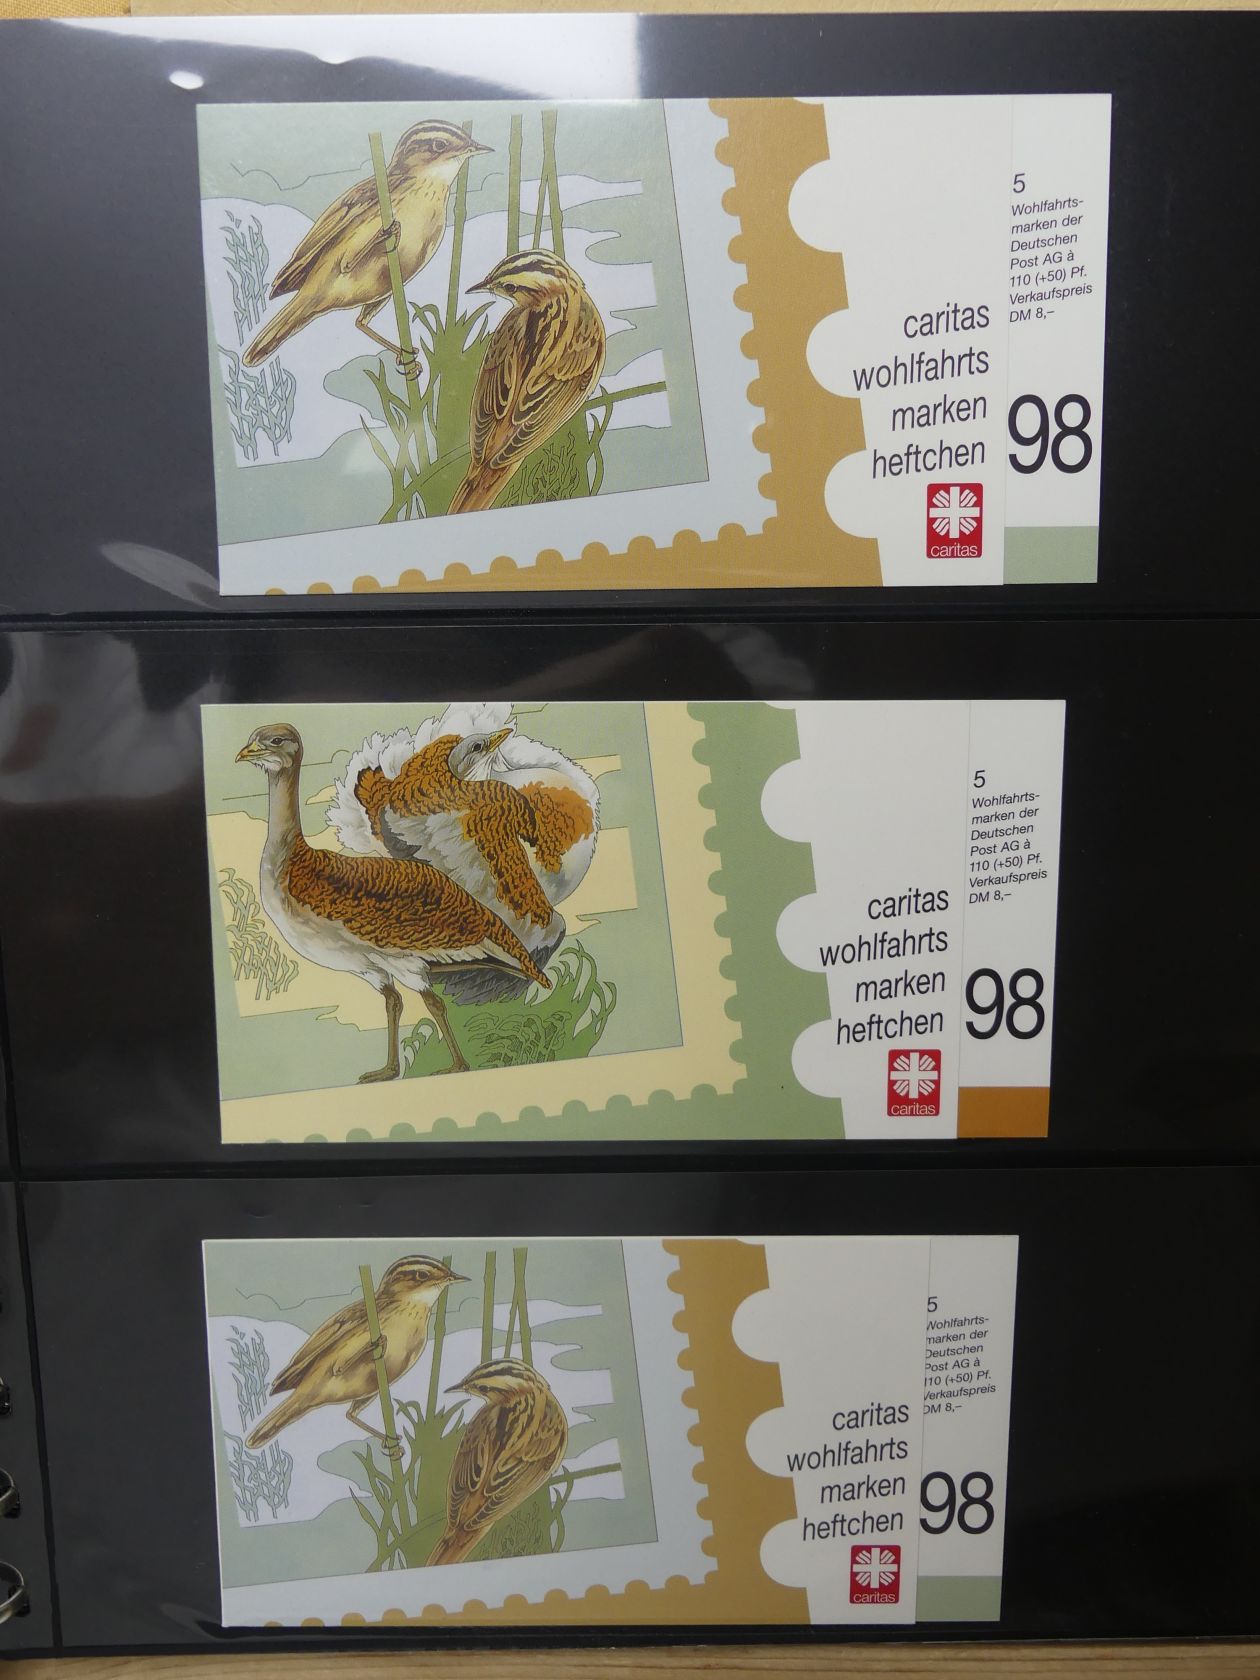 5
Wohlfahrts-
marken der
Deutschen
Post AG à
110 (+50) Pf.
Verkaufspreis
DM 8,–
caritas
wohlfahrts
marken
heftchen
98
caritas
5
Wohlfahrts-
marken der
Deutschen
Post AG à
110 (+50) Pf.
Verkaufspreis
DM 8,–
caritas
wohlfahrts
marken
heftchen
98
caritas
5
Wohlfahrts-
marken der
Deutschen
Post AG à
110 (+50) Pf.
Verkaufspreis
DM 8,–
caritas
wohlfahrts
marken
heftchen
98
caritas